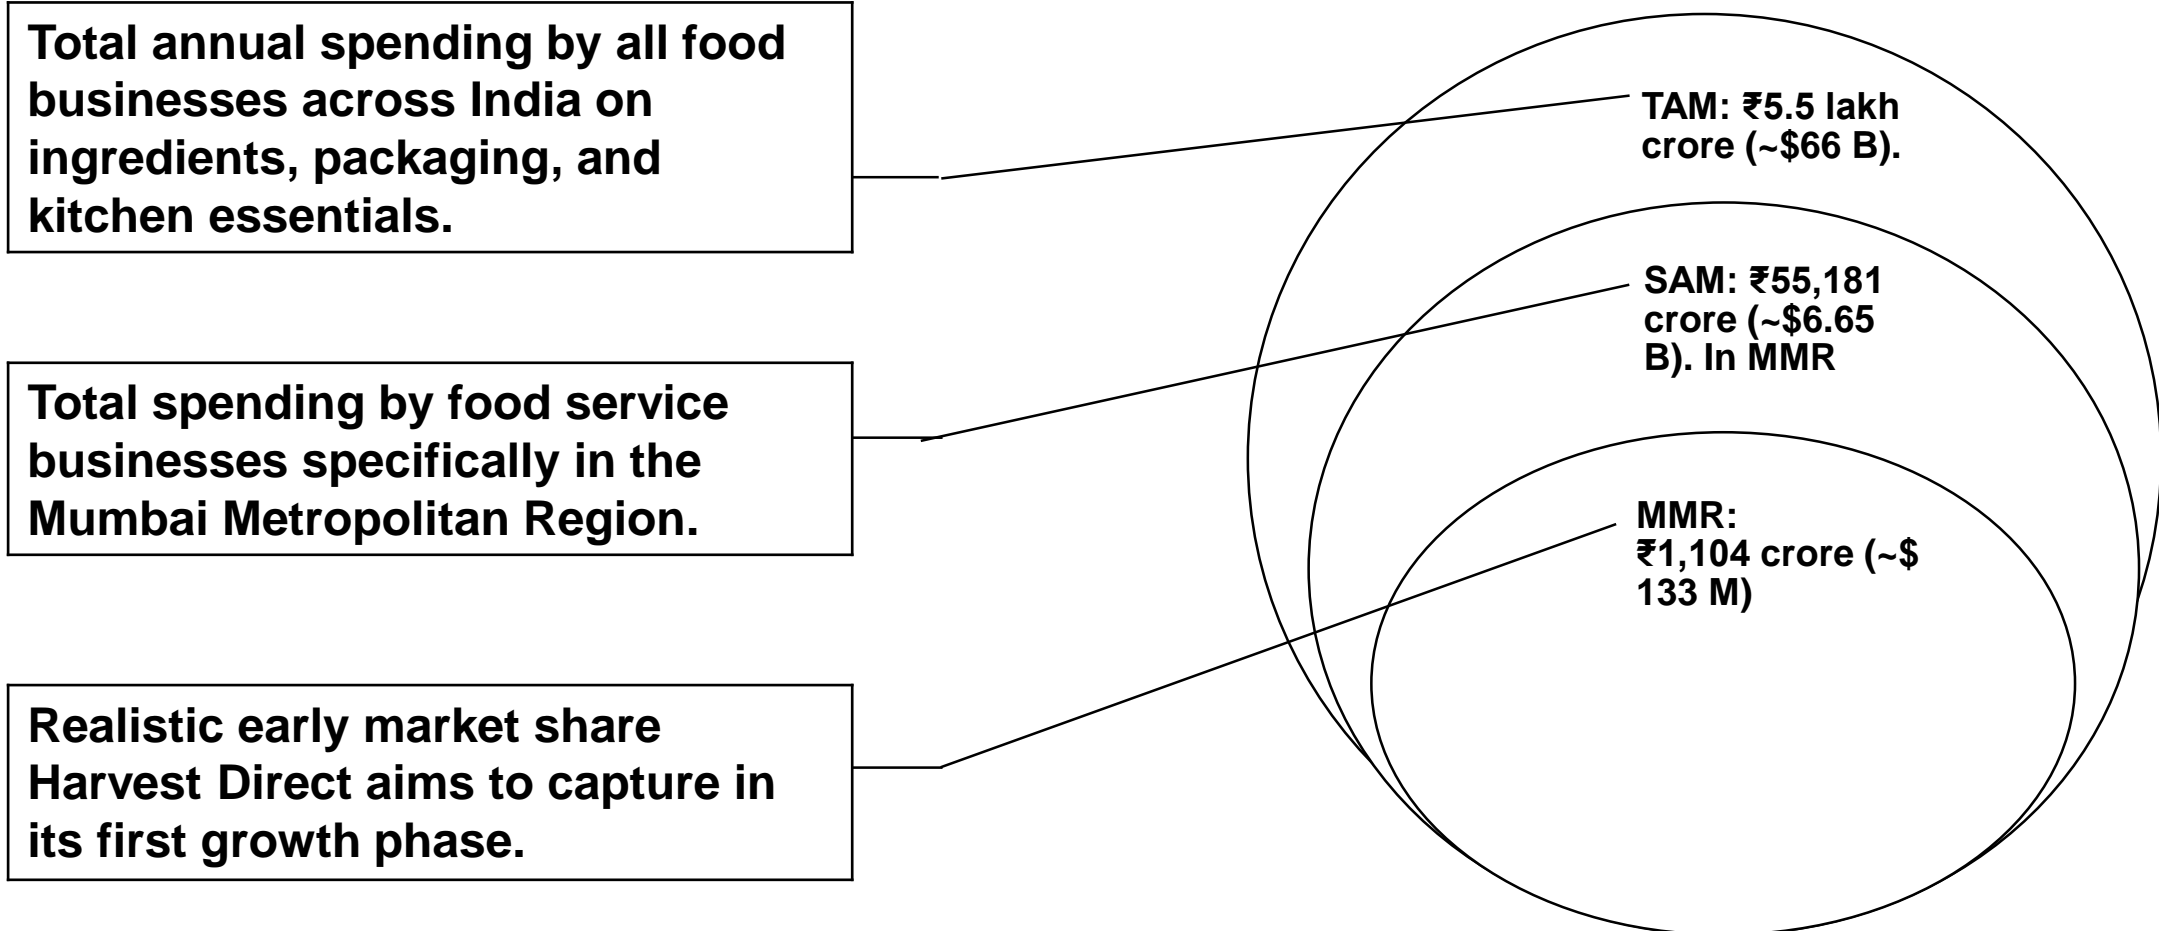 Total annual spending by all food
businesses across India on
ingredients, packaging, and
kitchen essentials.
TAM: ₹5.5 lakh
crore (~$66 B).
Total spending by food service
businesses specifically in the
Mumbai Metropolitan Region.
SAM: ₹55,181
crore (~$6.65
B). In MMR
Realistic early market share
Harvest Direct aims to capture in
its first growth phase.
MMR:
₹1,104 crore (~$
133 M)